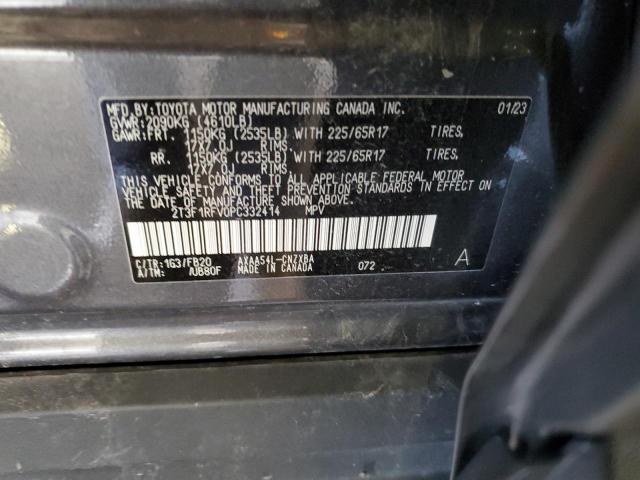 MFD.BY:TOYOTA MOTOR MANUFACTURING CANADA INC. 01/23
GVWR:2090KG (4610LB)
GAWR:FRT. 1150KG (2535LB) WITH 225/65R17 TIRES,
17X7.0J RIMS.
RR. 1150KG (2535LB) WITH 225/65R17 TIRES,
17X7.0J RIMS.
THIS VEHICLE CONFORMS TO ALL APPLICABLE FEDERAL MOTOR
VEHICLE SAFETY AND THEFT PREVENTION STANDARDS IN EFFECT ON
THE DATE OF MANUFACTURE SHOWN ABOVE.
2T3F1RFV0PC332414 MPV
C/TR:1G3/FB20 AXAA54L-CNZXBA 072 A
A/TM: /UB80F MADE IN CANADA